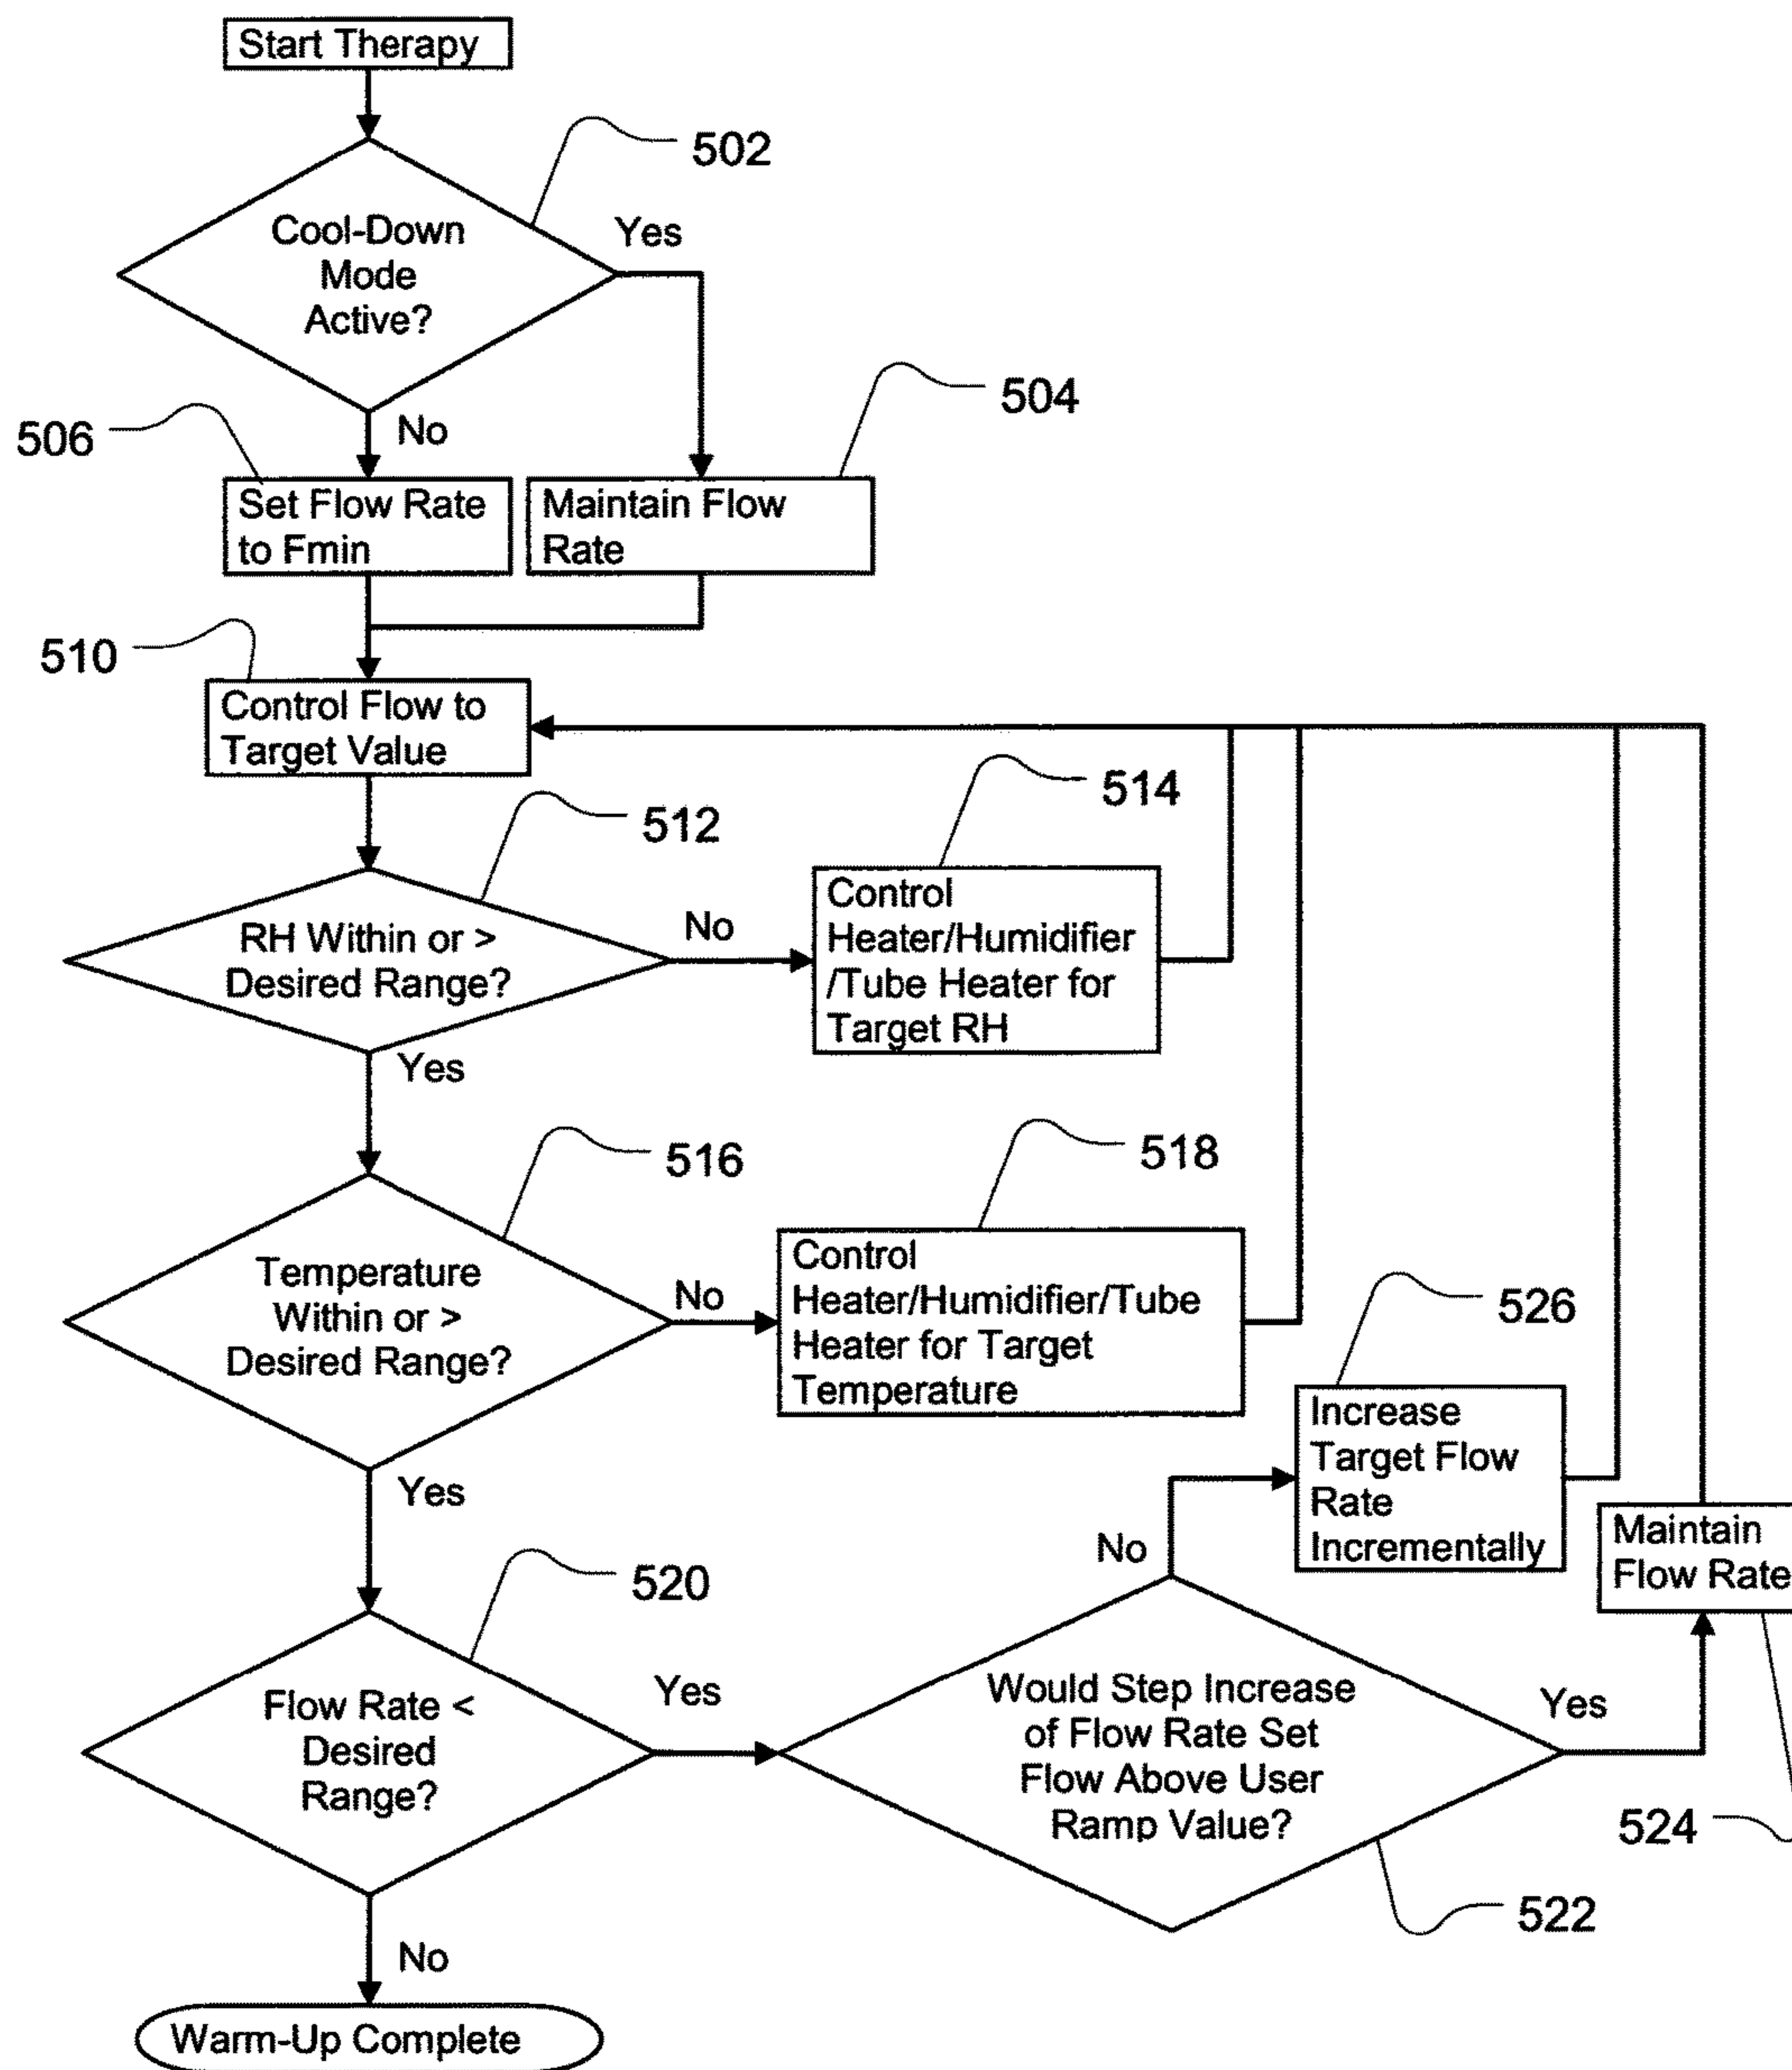 Start Therapy
502
Cool-Down
Mode
Active?
Yes
504
506
No
Set Flow Rate
to Fmin
Maintain Flow
Rate
510
Control Flow to
Target Value
512
514
RH Within or >
Desired Range?
No
Control
Heater/Humidifier
/Tube Heater for
Target RH
Yes
516
518
Temperature
Within or >
Desired Range?
No
Control
Heater/Humidifier/Tube
Heater for Target
Temperature
526
Increase
Target Flow
Rate
Incrementally
Yes
No
Maintain
Flow Rate
520
Flow Rate <
Desired
Range?
Yes
Would Step Increase
of Flow Rate Set
Flow Above User
Ramp Value?
Yes
524
522
No
Warm-Up Complete